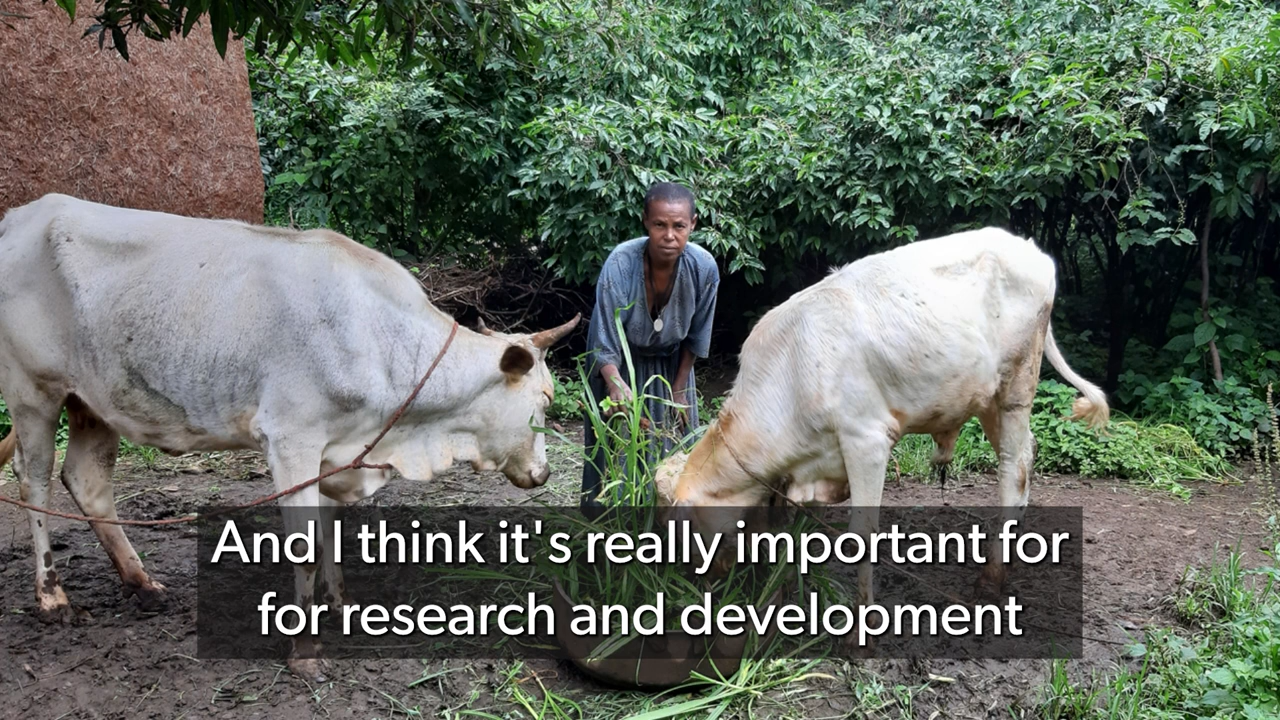 And I think it's really important for
for research and development